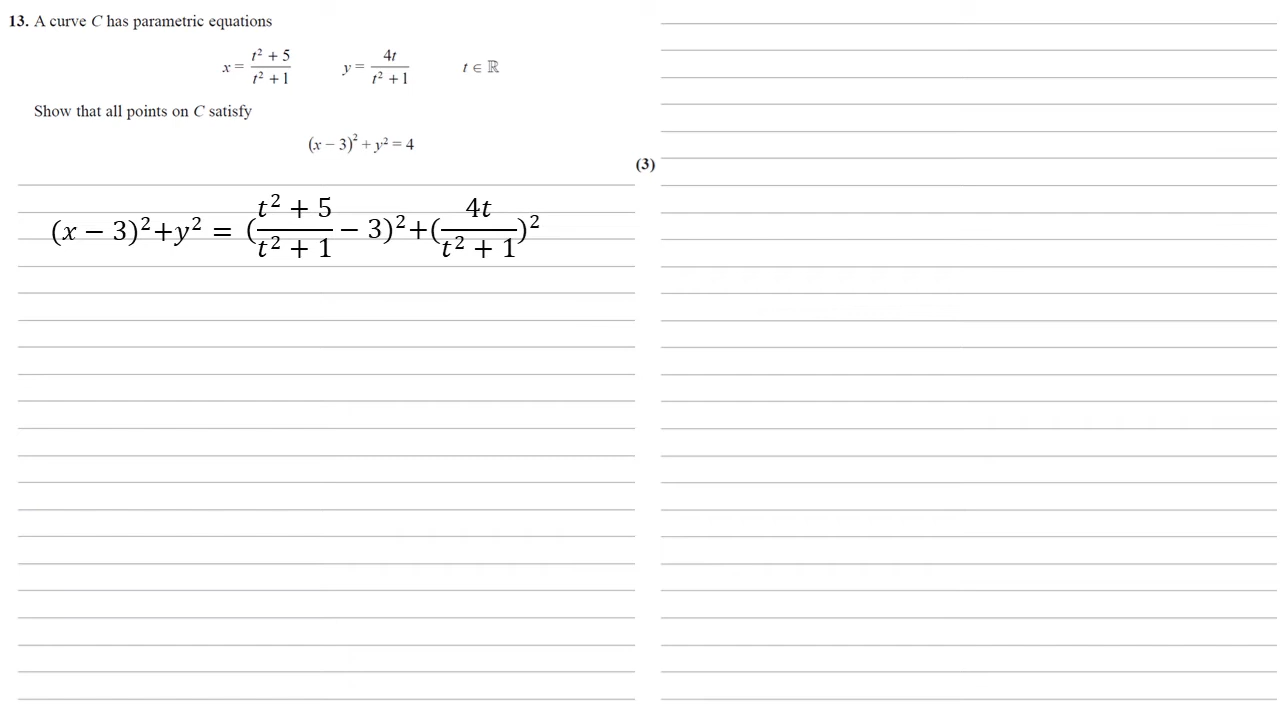 13. A curve C has parametric equations
x = (t² + 5)/(t² + 1) y = 4t/(t² + 1) t ∈ ℝ
Show that all points on C satisfy
(x − 3)² + y² = 4
(3)
(x − 3)²+y² = ((t² + 5)/(t² + 1) − 3)²+(4t/(t² + 1))²